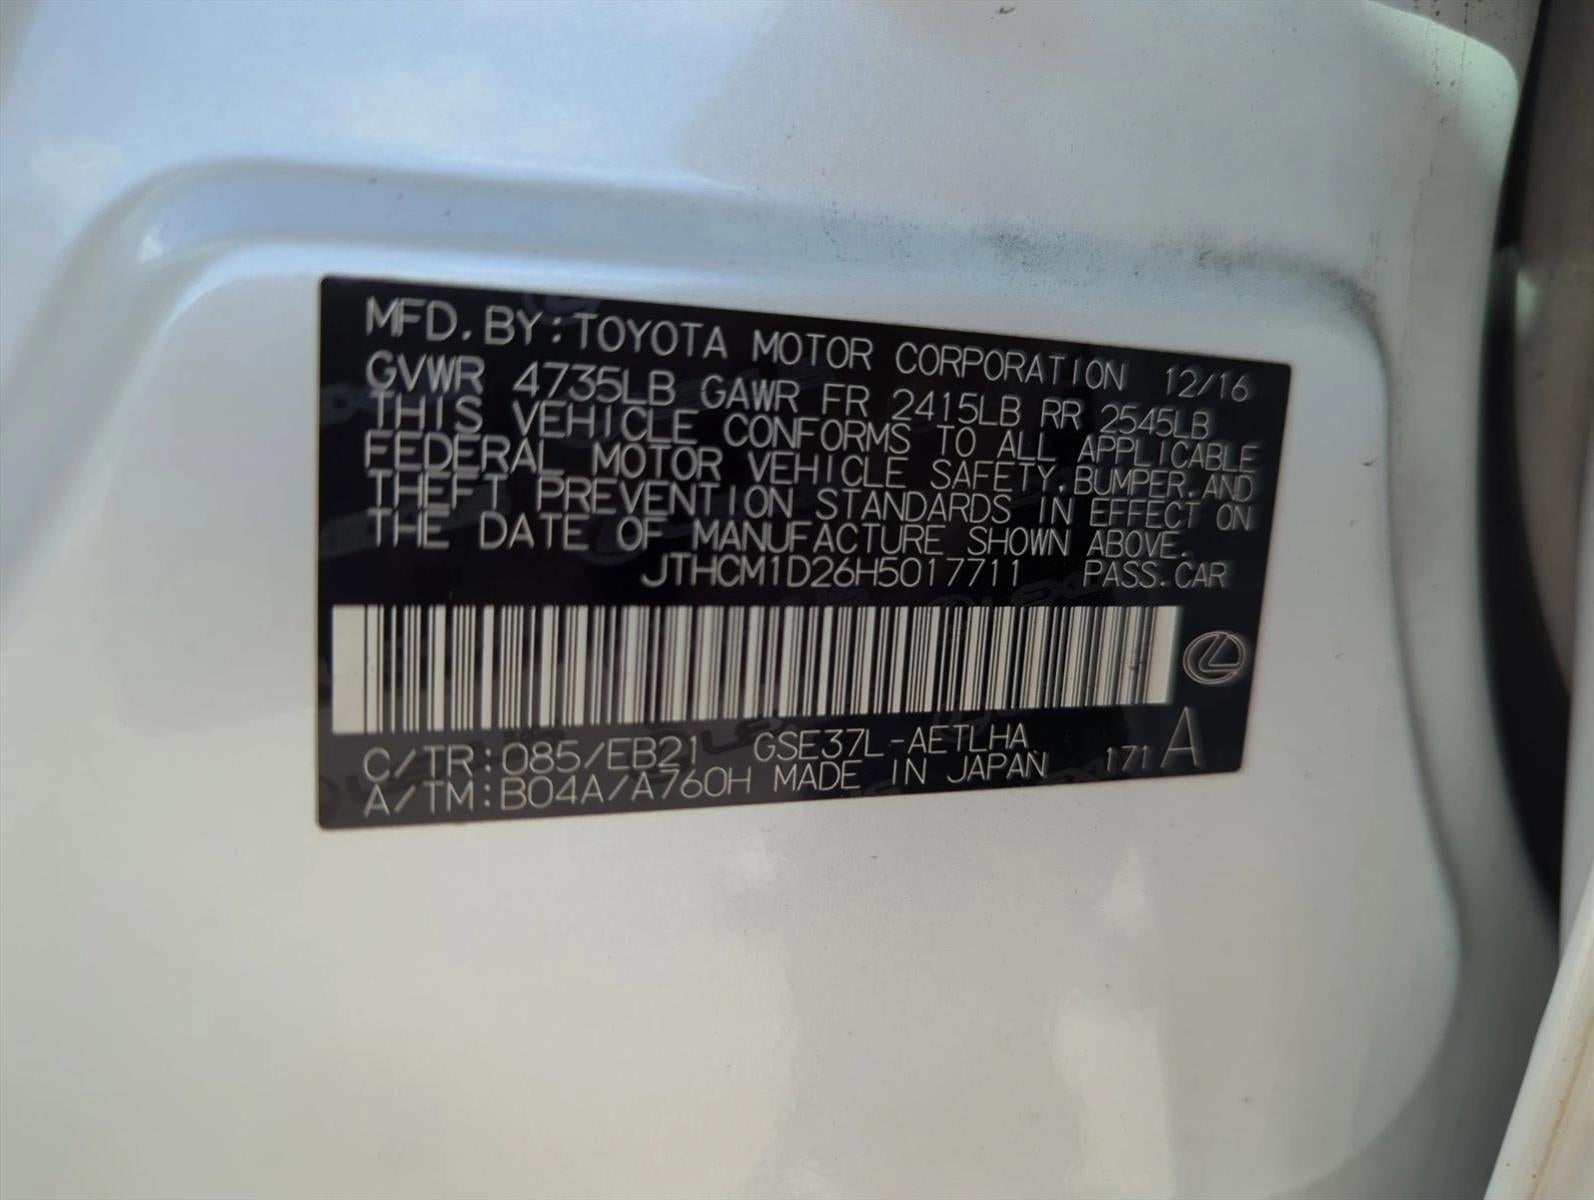 MFD. BY: TOYOTA MOTOR CORPORATION 12/16
GVWR 4735LB GAWR FR 2415LB RR 2545LB
THIS VEHICLE CONFORMS TO ALL APPLICABLE
FEDERAL MOTOR VEHICLE SAFETY, BUMPER, AND
THEFT PREVENTION STANDARDS IN EFFECT ON
THE DATE OF MANUFACTURE SHOWN ABOVE.
JTHCM1D26H5017711 PASS. CAR
C/TR: 085/EB21 GSE37L-AETLHA
A/TM: B04A/A760H MADE IN JAPAN 171 A